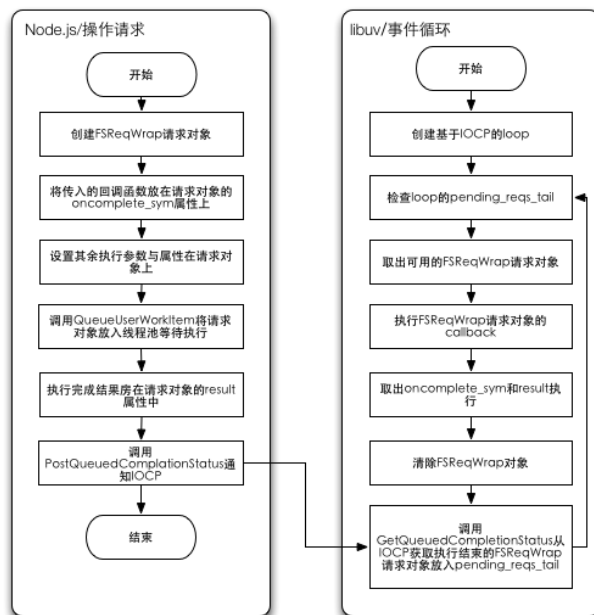 Node.js/操作请求
开始
创建FSReqWrap请求对象
将传入的回调函数放在请求对象的
oncomplete_sym属性上
设置其余执行参数与属性在请求对
象上
调用QueueUserWorkItem将请求
对象放入线程池等待执行
执行完成结果房在请求对象的result
属性中
调用
PostQueuedComplationStatus通
知IOCP
结束
libuv/事件循环
开始
创建基于IOCP的loop
检查loop的pending_reqs_tail
取出可用的FSReqWrap请求对象
执行FSReqWrap请求对象的
callback
取出oncomplete_sym和result执
行
清除FSReqWrap对象
调用
GetQueuedCompletionStatus从
IOCP获取执行结束的FSReqWrap
请求对象放入pending_reqs_tail